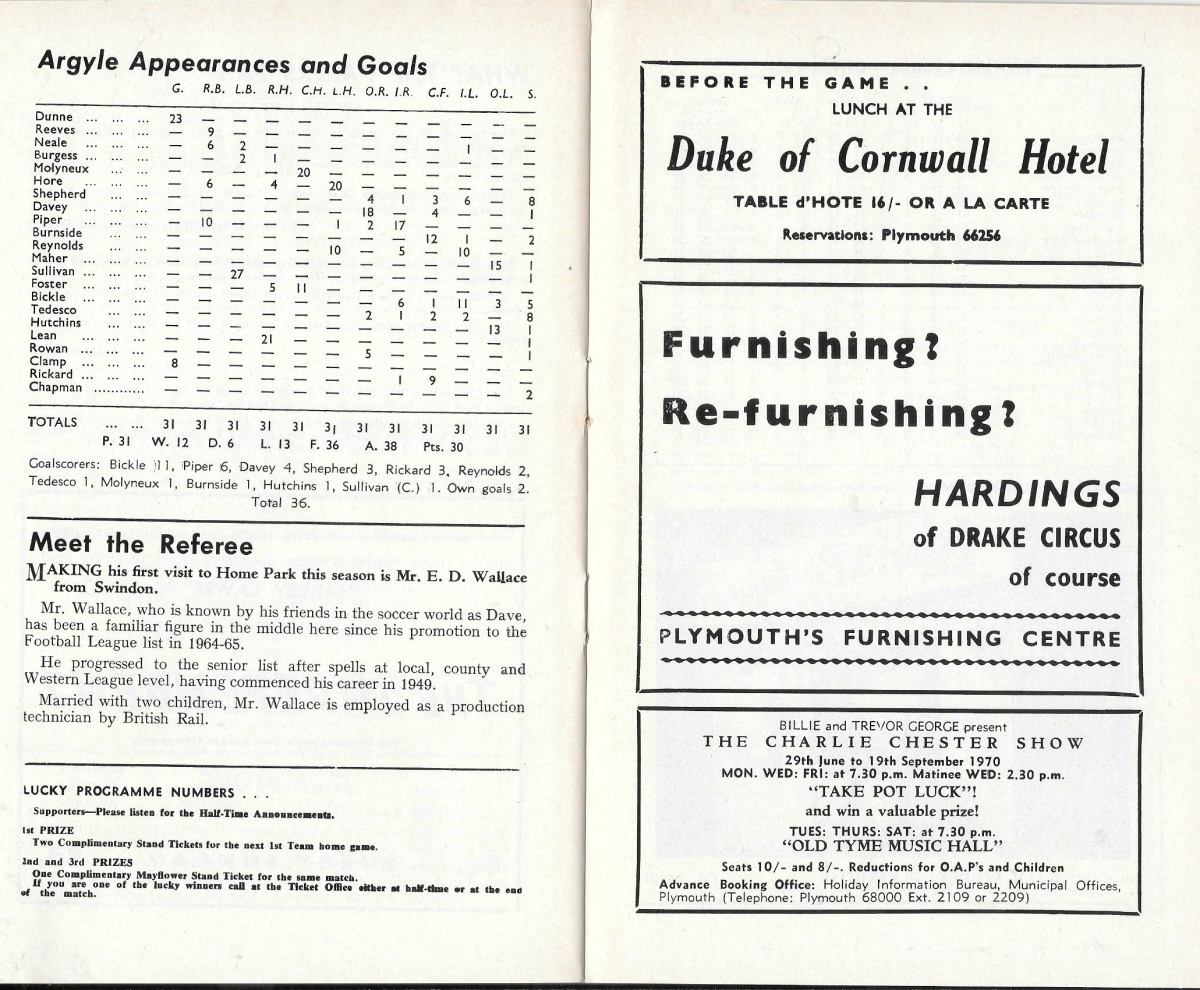 Argyle Appearances and Goals
G. R.B. L.B. R.H. C.H. L.H. O.R. I.R. C.F. I.L. O.L. S.
Dunne ... ... ... 23 — — — — — — — — — — —
Reeves ... ... ... — 9 — — — — — — — — — —
Neale ... ... ... — 6 2 — — — — — — 1 — —
Burgess ... ... ... — — 2 1 — — — — — — — —
Molyneux ... ... — — — — 20 — — — — — — —
Hore ... ... ... — 6 — 4 — 20 — — — — — —
Shepherd ... ... — — — — — — 4 1 3 6 — 8
Davey ... ... ... — — — — — — 18 — 4 — — 1
Piper ... ... ... — 10 — — — 1 2 17 — — — —
Burnside ... ... — — — — — — — — 12 1 — 2
Reynolds ... ... — — — — — 10 — 5 — 10 — —
Maher ... ... ... — — — — — — — — — — 15 1
Sullivan ... ... ... — — 27 — — — — — — — — 1
Foster ... ... ... — — — 5 11 — — — — — — —
Bickle ... ... ... — — — — — — — 6 1 11 3 5
Tedesco ... ... — — — — — — 2 1 2 2 — 8
Hutchins ... ... — — — — — — — — — — 13 1
Lean ... ... ... — — — 21 — — — — — — — 1
Rowan ... ... ... — — — — — — 5 — — — — 1
Clamp ... ... ... 8 — — — — — — — — — — —
Rickard ... ... ... — — — — — — — 1 9 — — —
Chapman ............ — — — — — — — — — — — 2
TOTALS ... ... 31 31 31 31 31 31 31 31 31 31 31 31
P. 31 W. 12 D. 6 L. 13 F. 36 A. 38 Pts. 30
Goalscorers: Bickle 11, Piper 6, Davey 4, Shepherd 3, Rickard 3, Reynolds 2,
Tedesco 1, Molyneux 1, Burnside 1, Hutchins 1, Sullivan (C.) 1. Own goals 2.
Total 36.
Meet the Referee
MAKING his first visit to Home Park this season is Mr. E. D. Wallace
from Swindon.
Mr. Wallace, who is known by his friends in the soccer world as Dave,
has been a familiar figure in the middle here since his promotion to the
Football League list in 1964-65.
He progressed to the senior list after spells at local, county and
Western League level, having commenced his career in 1949.
Married with two children, Mr. Wallace is employed as a production
technician by British Rail.
LUCKY PROGRAMME NUMBERS . . .
Supporters—Please listen for the Half-Time Announcements.
1st PRIZE
Two Complimentary Stand Tickets for the next 1st Team home game.
2nd and 3rd PRIZES
One Complimentary Mayflower Stand Ticket for the same match.
If you are one of the lucky winners call at the Ticket Office either at half-time or at the end
of the match.
BEFORE THE GAME . .
LUNCH AT THE
Duke of Cornwall Hotel
TABLE d'HOTE 16/- OR A LA CARTE
Reservations: Plymouth 66256
Furnishing?
Re-furnishing?
HARDINGS
of DRAKE CIRCUS
of course
PLYMOUTH'S FURNISHING CENTRE
BILLIE and TREVOR GEORGE present
THE CHARLIE CHESTER SHOW
29th June to 19th September 1970
MON. WED: FRI: at 7.30 p.m. Matinee WED: 2.30 p.m.
"TAKE POT LUCK"!
and win a valuable prize!
TUES: THURS: SAT: at 7.30 p.m.
"OLD TYME MUSIC HALL"
Seats 10/- and 8/-. Reductions for O.A.P's and Children
Advance Booking Office: Holiday Information Bureau, Municipal Offices,
Plymouth (Telephone: Plymouth 68000 Ext. 2109 or 2209)